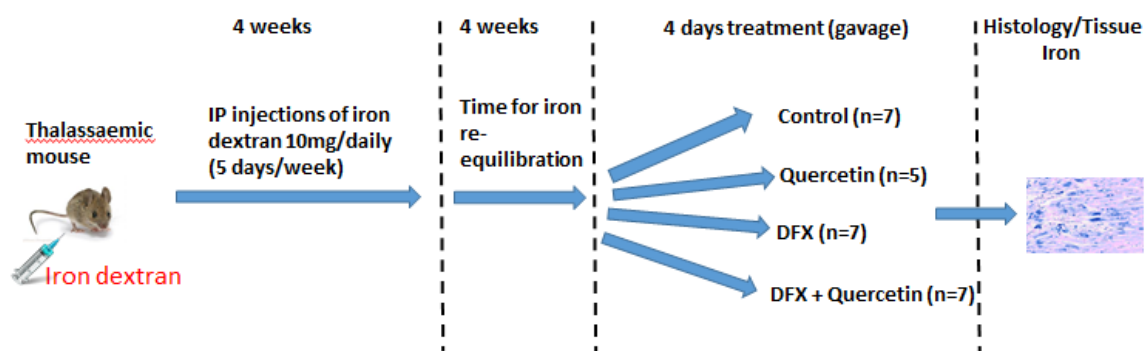 4 weeks
4 weeks
4 days treatment (gavage)
Histology/Tissue
Iron
Thalassaemic
mouse
IP injections of iron
dextran 10mg/daily
(5 days/week)
Time for iron
re-
equilibration
Control (n=7)
Quercetin (n=5)
DFX (n=7)
DFX + Quercetin (n=7)
Iron dextran